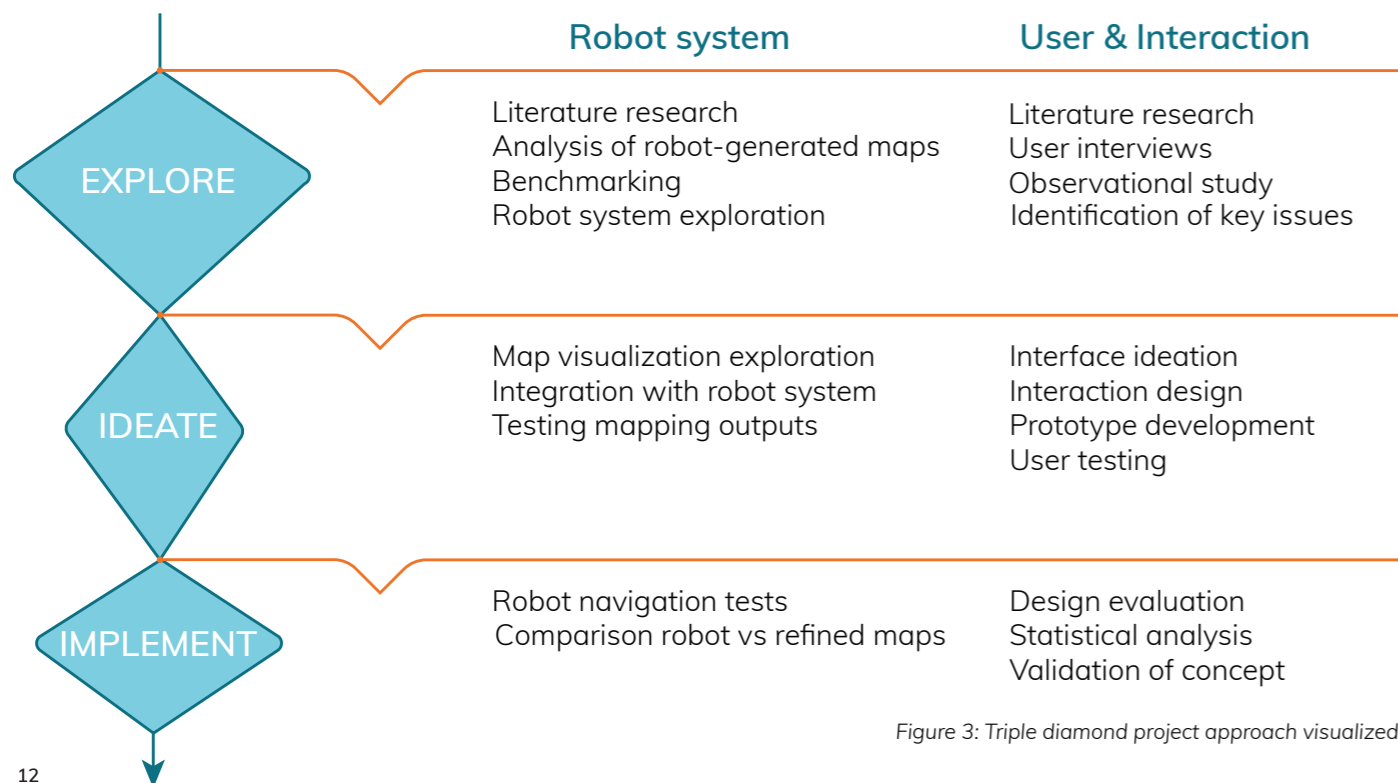 Robot system
User & Interaction
EXPLORE
Literature research
Analysis of robot-generated maps
Benchmarking
Robot system exploration
Literature research
User interviews
Observational study
Identification of key issues
IDEATE
Map visualization exploration
Integration with robot system
Testing mapping outputs
Interface ideation
Interaction design
Prototype development
User testing
IMPLEMENT
Robot navigation tests
Comparison robot vs refined maps
Design evaluation
Statistical analysis
Validation of concept
Figure 3: Triple diamond project approach visualized
12